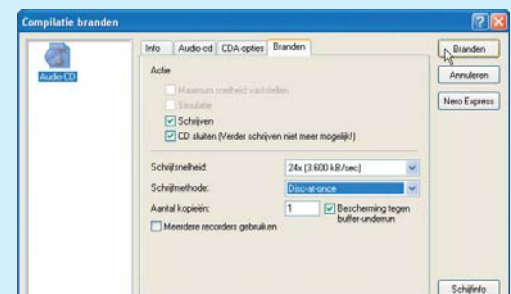 Compilatie branden
Audio-CD
Info Audio-cd CDA-opties Branden
Actie
Maximum snelheid vaststellen
Simulatie
Schrijven
CD sluiten (Verder schrijven niet meer mogelijk!)
Schrijfsnelheid: 24x (3.600 kB/sec)
Schrijfmethode: Disc-at-once
Aantal kopieën: 1 Bescherming tegen
buffer-underrun
Meerdere recorders gebruiken
Branden
Annuleren
Nero Express
Schijfinfo